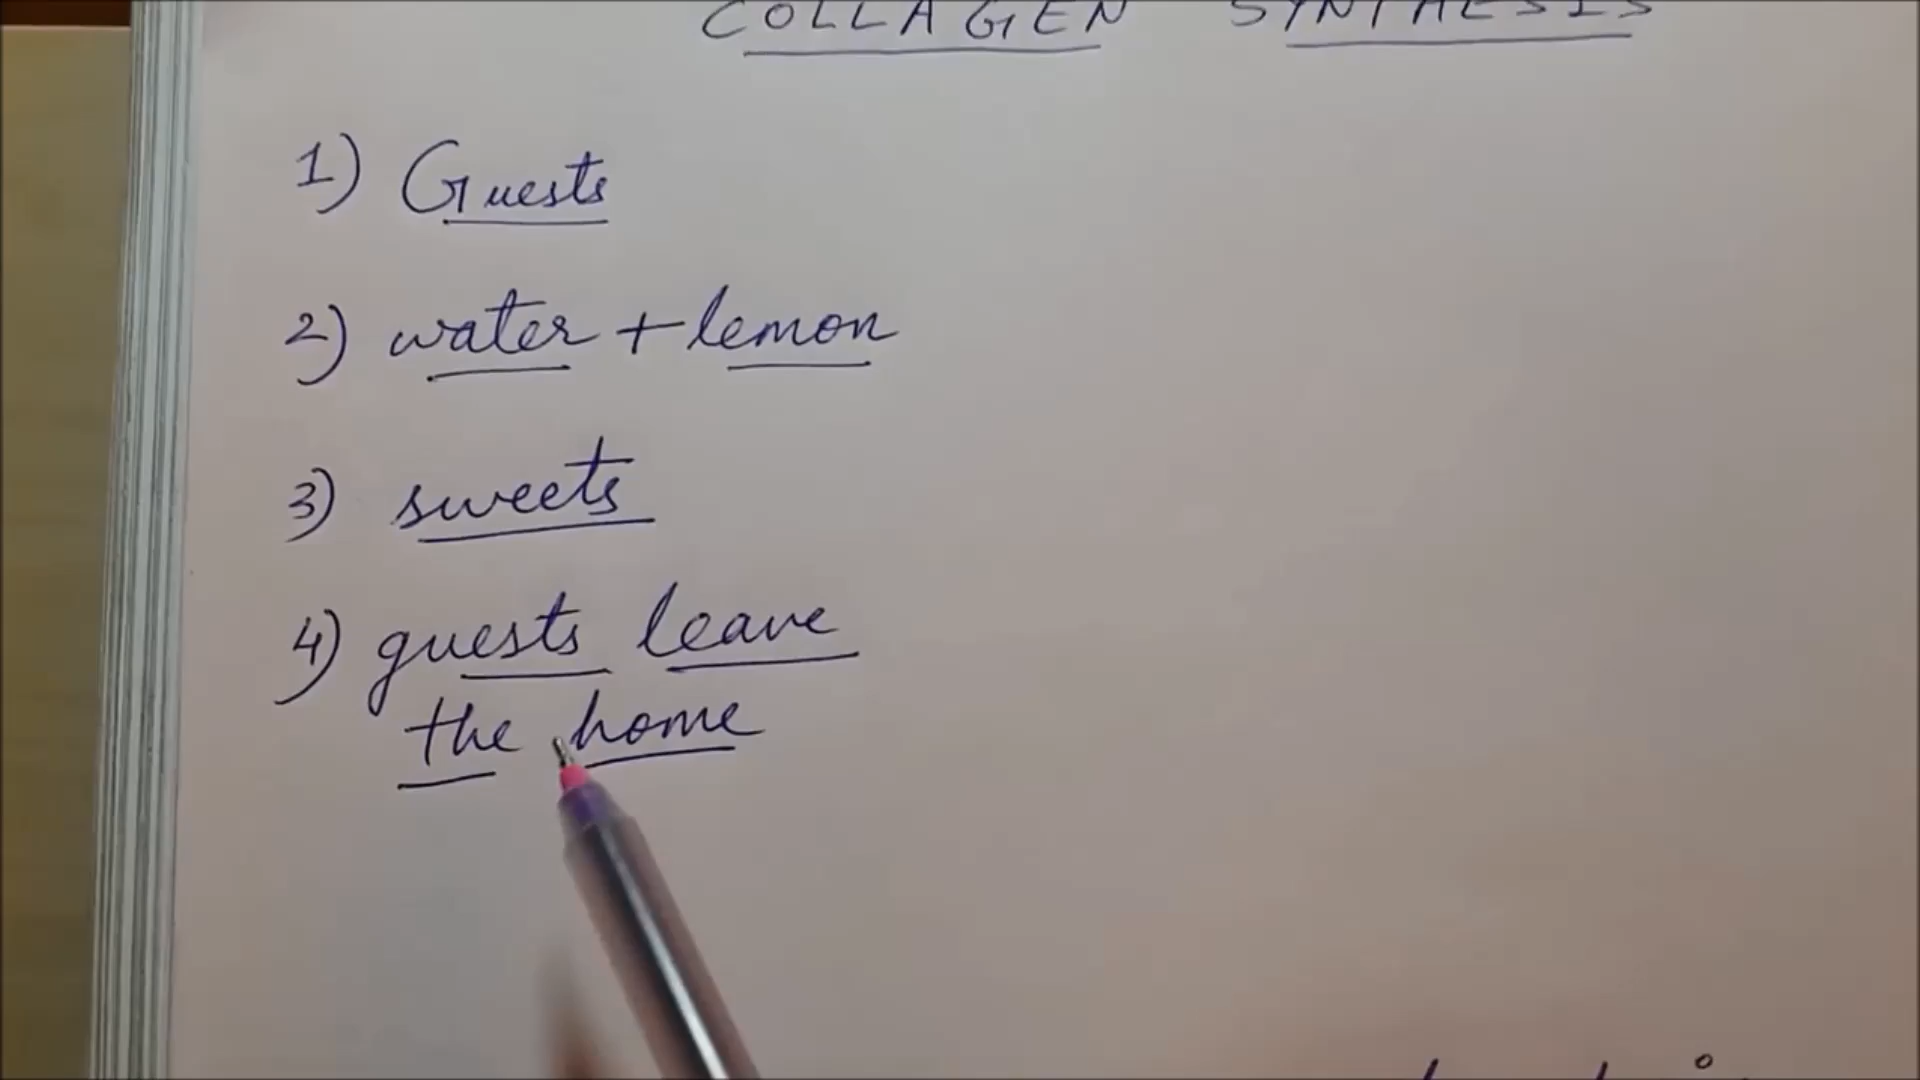 COLLAGEN SYNTHESIS
1) Guests
2) water + lemon
3) sweets
4) guests leave
the home